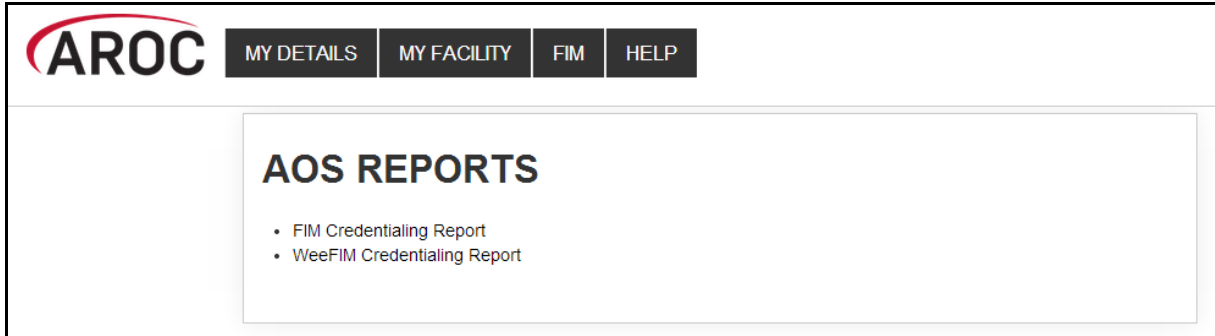 AROC
MY DETAILS MY FACILITY FIM HELP
AOS REPORTS
• FIM Credentialing Report
• WeeFIM Credentialing Report